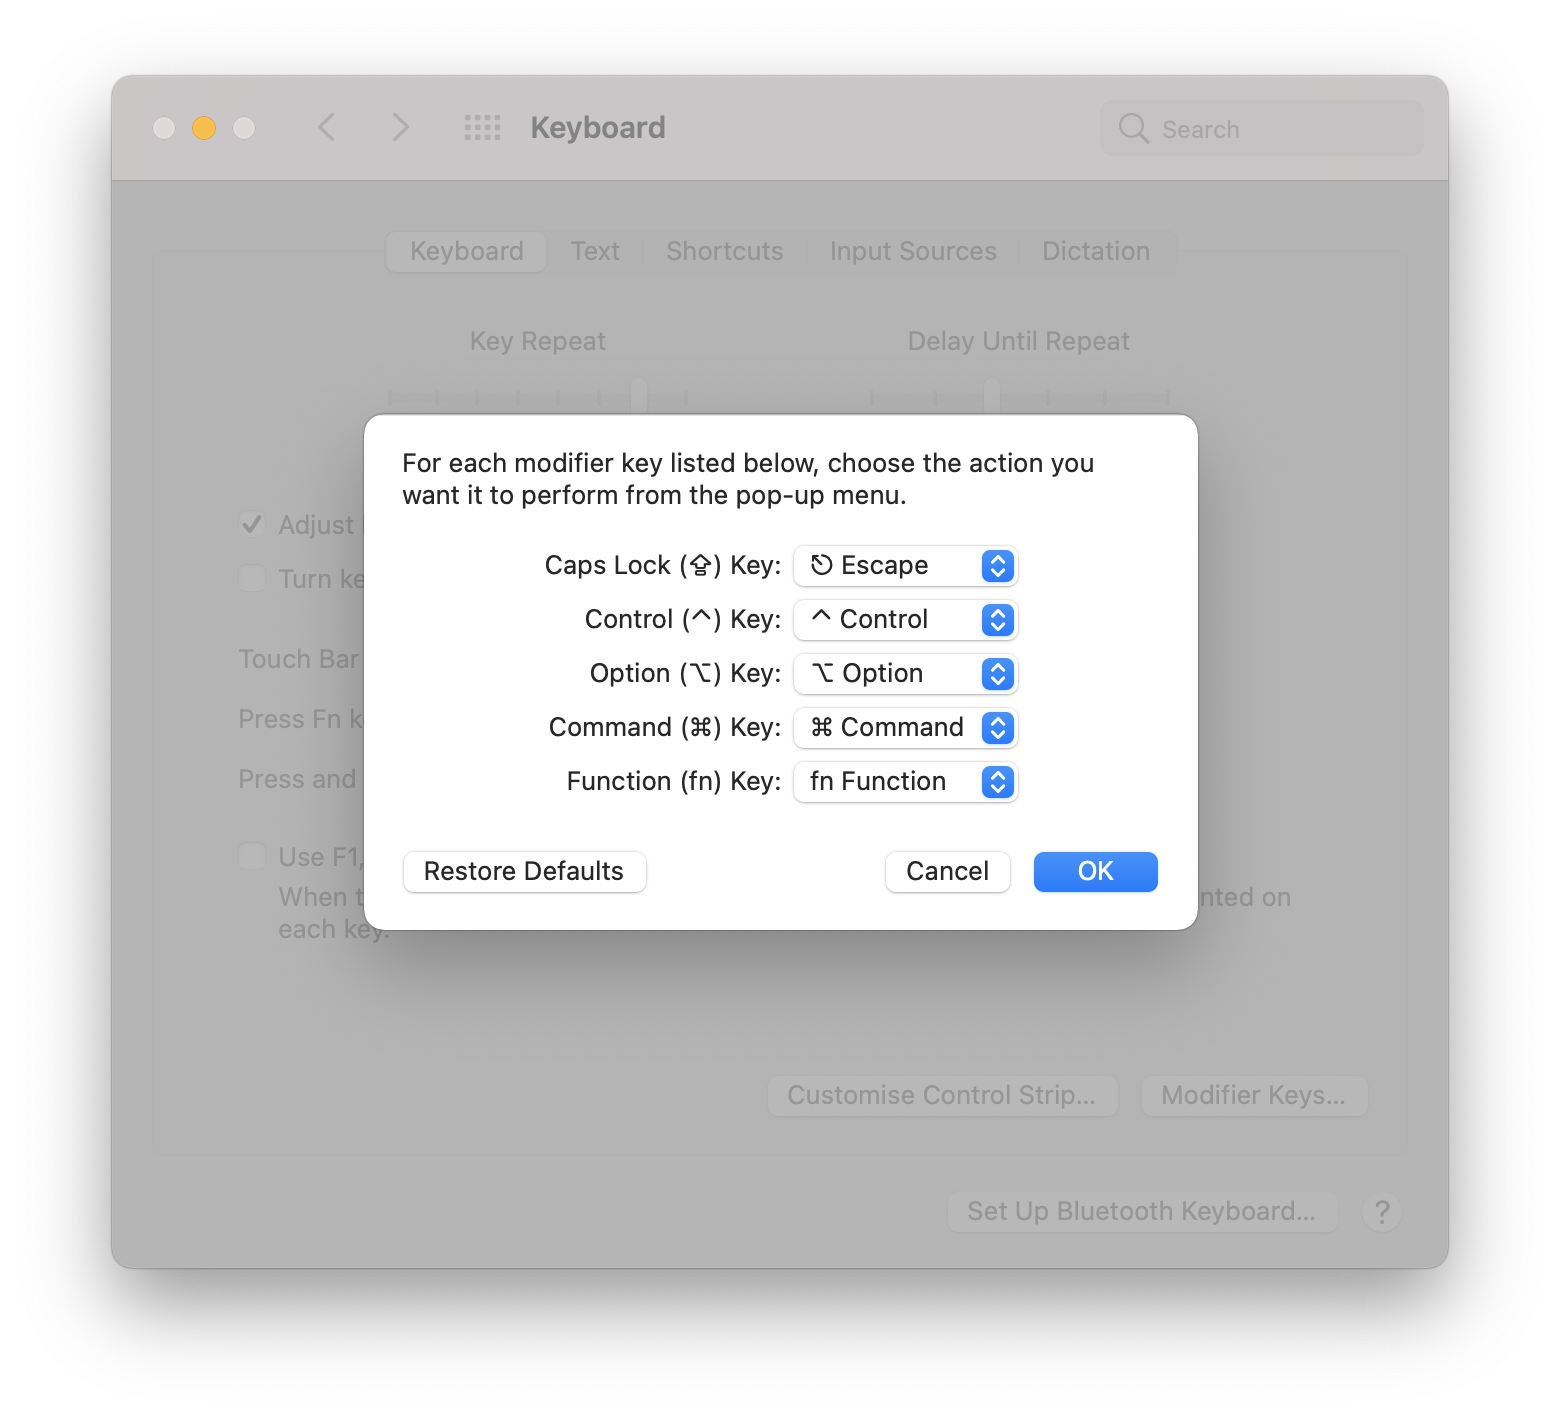 Keyboard
Search
Keyboard Text Shortcuts Input Sources Dictation
Key Repeat Delay Until Repeat
For each modifier key listed below, choose the action you
want it to perform from the pop-up menu.
Adjust
Turn
Touch Bar
Press Fn
Press and
Use F1,
When
each key.
Caps Lock (⇪) Key: ⎋ Escape
Control (^) Key: ^ Control
Option (⌥) Key: ⌥ Option
Command (⌘) Key: ⌘ Command
Function (fn) Key: fn Function
Restore Defaults Cancel OK
on
Customise Control Strip... Modifier Keys...
Set Up Bluetooth Keyboard... ?